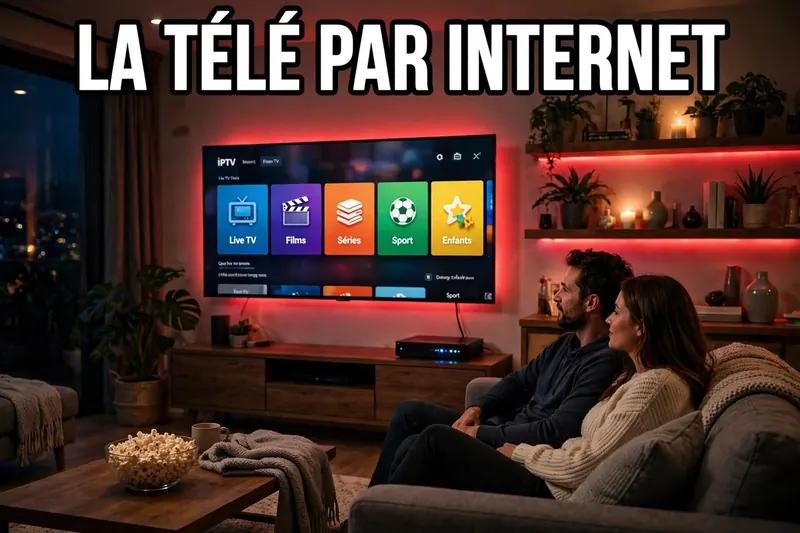 LA TÉLÉ PAR INTERNET
IPTV
Live TV
Films
Séries
Sport
Enfants
Sport